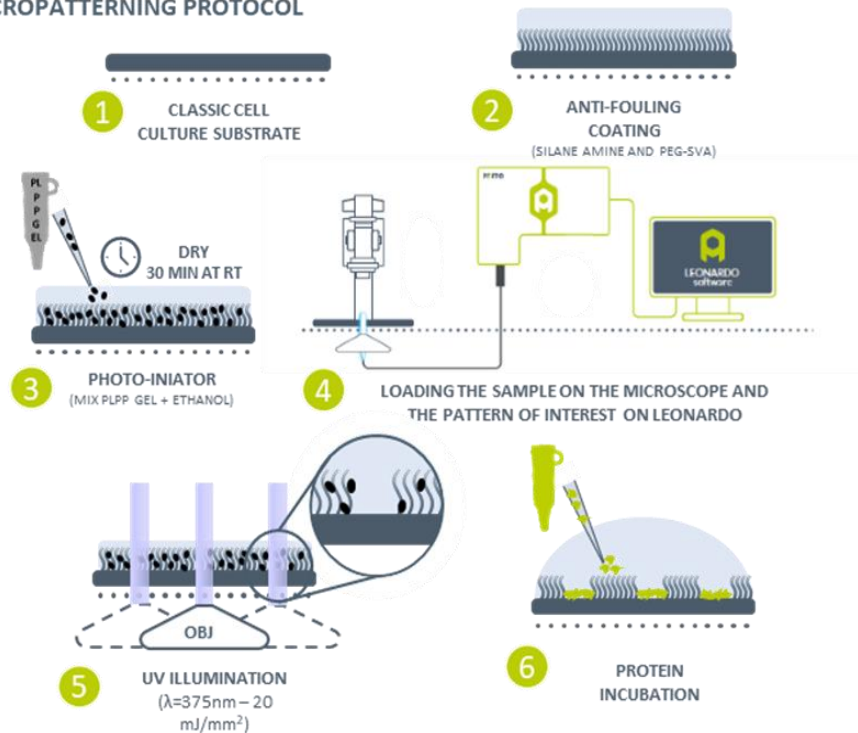 CROPATTERNING PROTOCOL
1
CLASSIC CELL
CULTURE SUBSTRATE
2
ANTI-FOULING
COATING
(SILANE AMINE AND PEG-SVA)
PL
P
P
G
EL
DRY
30 MIN AT RT
3
PHOTO-INIATOR
(MIX PLPP GEL + ETHANOL)
LEONARDO
software
4
LOADING THE SAMPLE ON THE MICROSCOPE AND
THE PATTERN OF INTEREST ON LEONARDO
OBJ
5
UV ILLUMINATION
(λ=375nm – 20
mJ/mm²)
6
PROTEIN
INCUBATION